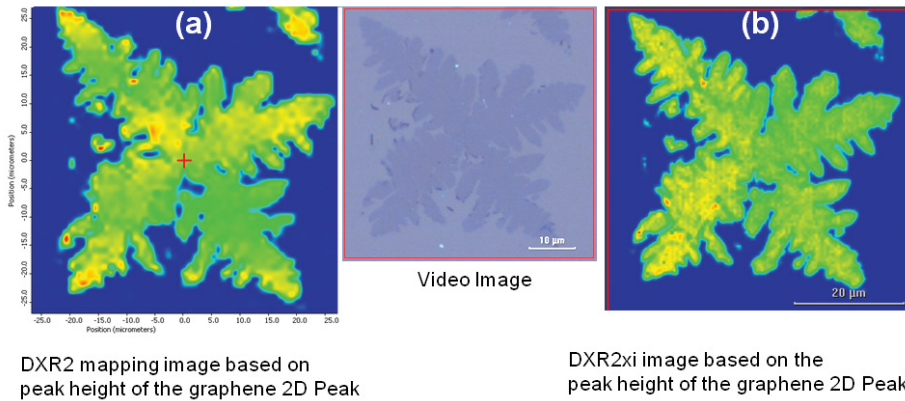 (a)
25.0
20.0
15.0
10.0
5.0
0.0
-5.0
-10.0
-15.0
-20.0
-25.0
Position (micrometers)
-25.0 -20.0 -15.0 -10.0 -5.0 0.0 5.0 10.0 15.0 20.0 25.0
Position (micrometers)
10 µm
Video Image
(b)
20 µm
DXR2 mapping image based on
peak height of the graphene 2D Peak
DXR2xi image based on the
peak height of the graphene 2D Peak